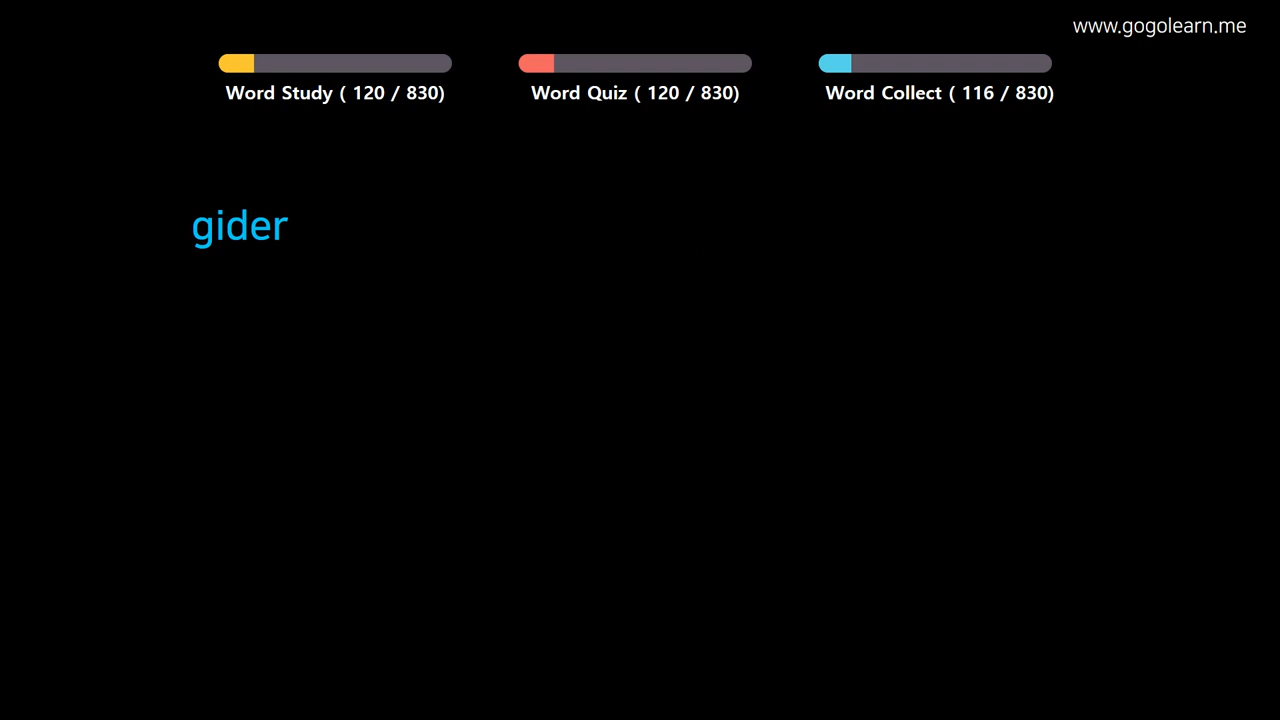 www.gogolearn.me
Word Study ( 120 / 830)
Word Quiz ( 120 / 830)
Word Collect ( 116 / 830)
gider